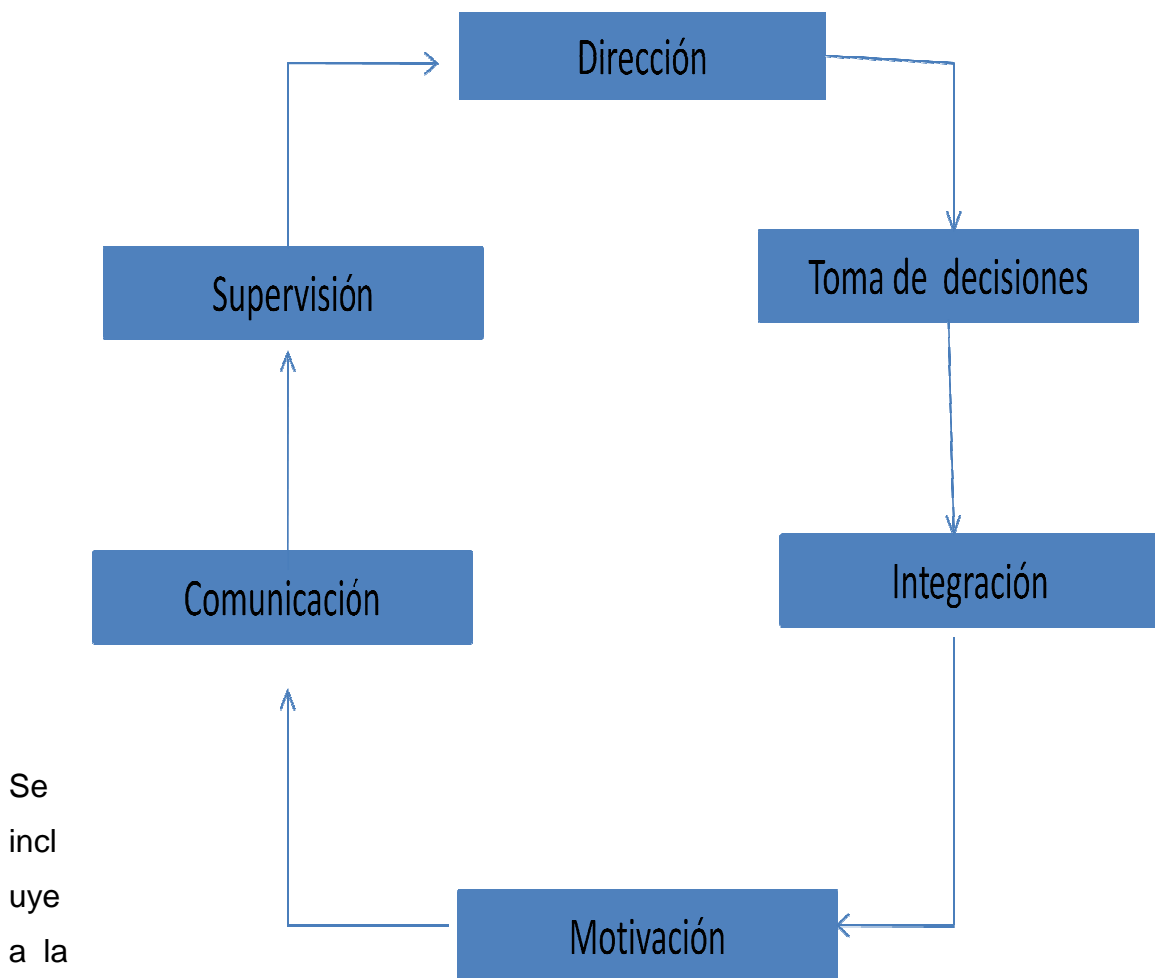 Dirección
Toma de decisiones
Supervisión
Integración
Comunicación
Motivación
Se
incl
uye
a la